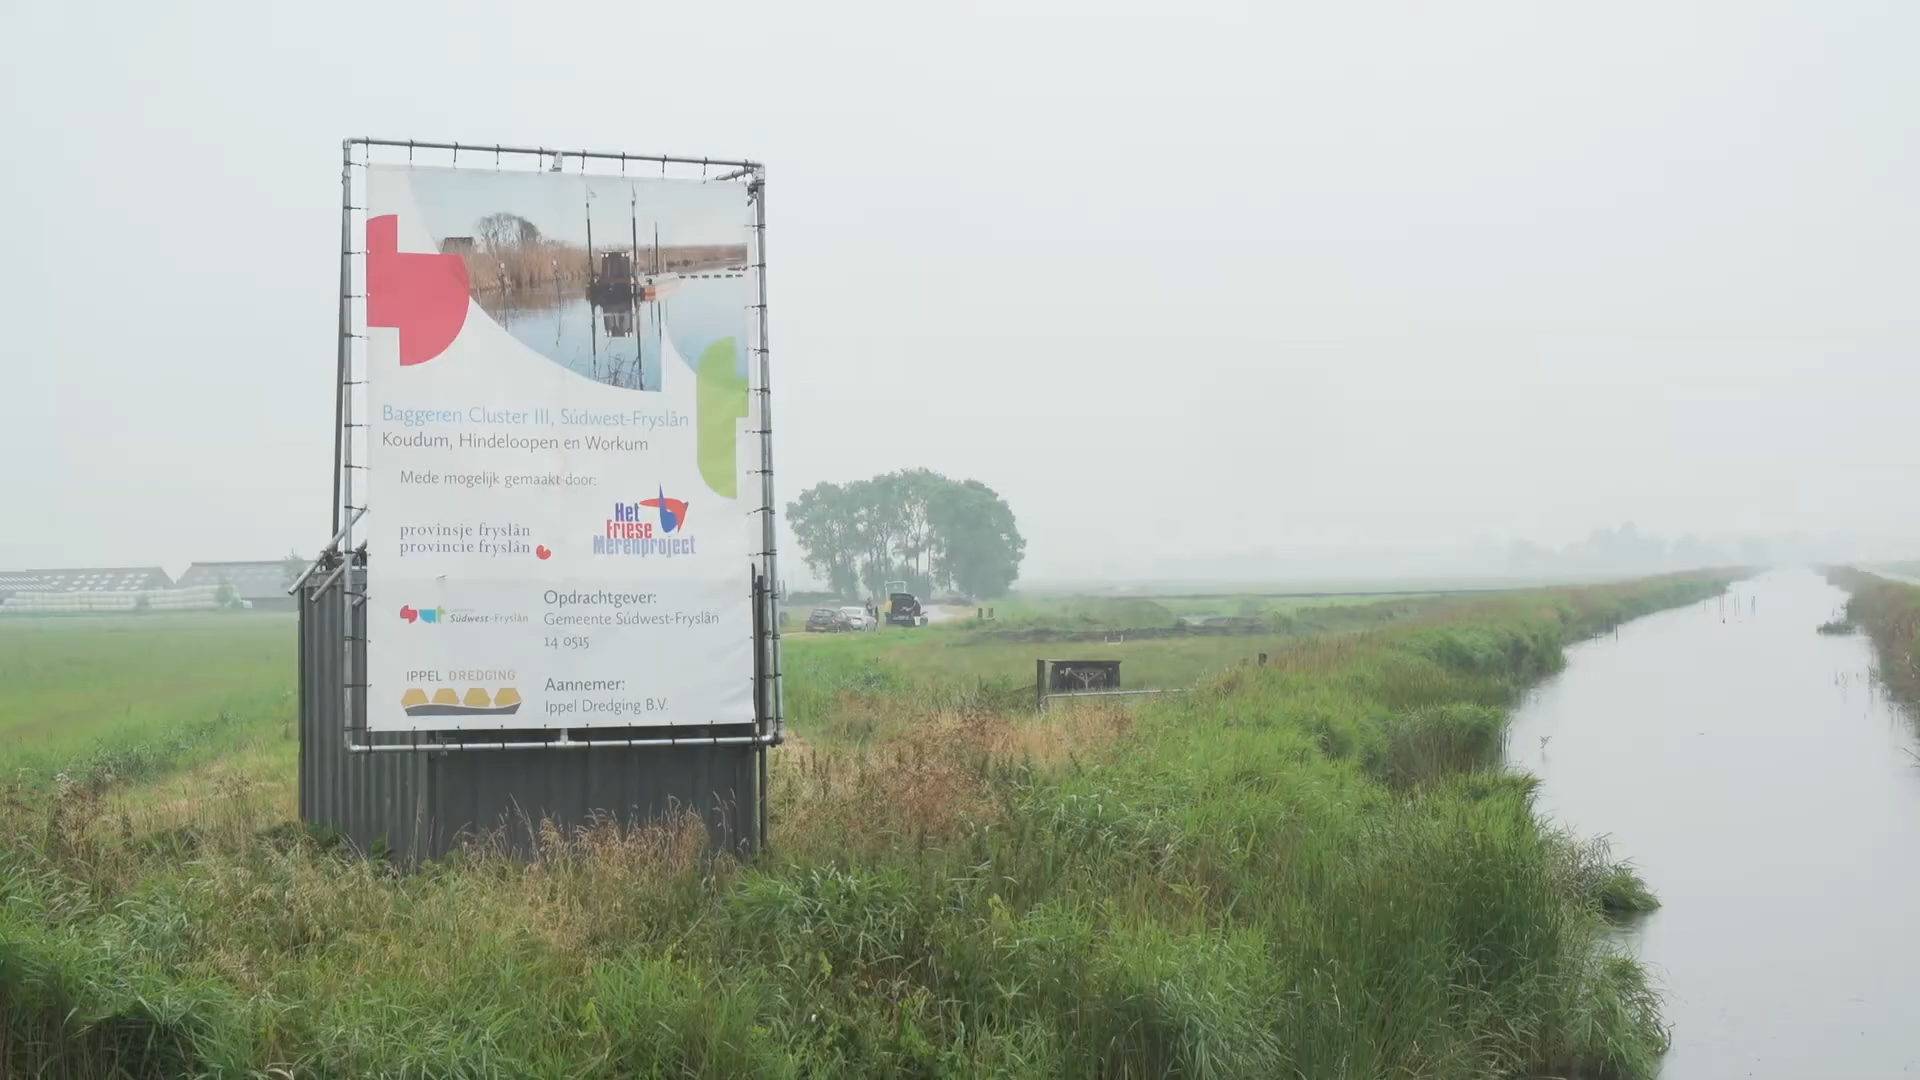 Baggeren Cluster III, Súdwest-Fryslân
Koudum, Hindeloopen en Workum
Mede mogelijk gemaakt door:
provinsje fryslân
provincie fryslân
Het
Friese
Merenproject
Súdwest-Fryslân
Opdrachtgever:
Gemeente Súdwest-Fryslân
14 0515
IPPEL DREDGING
Aannemer:
Ippel Dredging B.V.